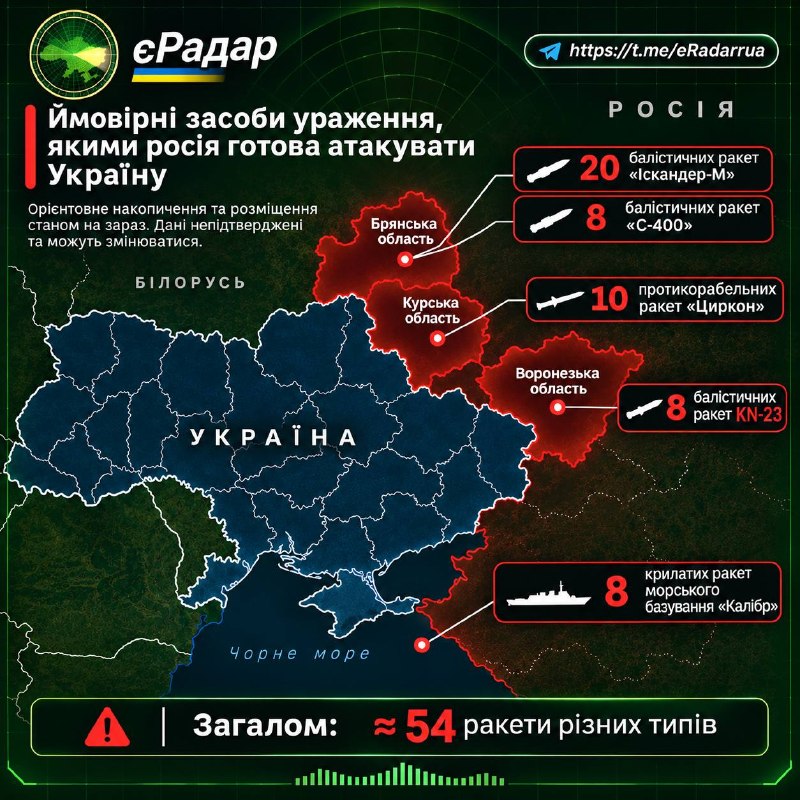 єРадар
https://t.me/eRadarrua
Ймовірні засоби ураження,
якими росія готова атакувати
Україну
Орієнтовне накопичення та розміщення
станом на зараз. Дані непідтверджені
та можуть змінюватися.
РОСІЯ
20 балістичних ракет
«Іскандер-М»
8 балістичних ракет
«С-400»
Брянська
область
БІЛОРУСЬ
10 протикорабельних
ракет «Циркон»
Курська
область
Воронезька
область
8 балістичних
ракет KN-23
УКРАЇНА
8 крилатих ракет
морського
базування «Калібр»
Чорне море
Загалом: ≈ 54 ракети різних типів